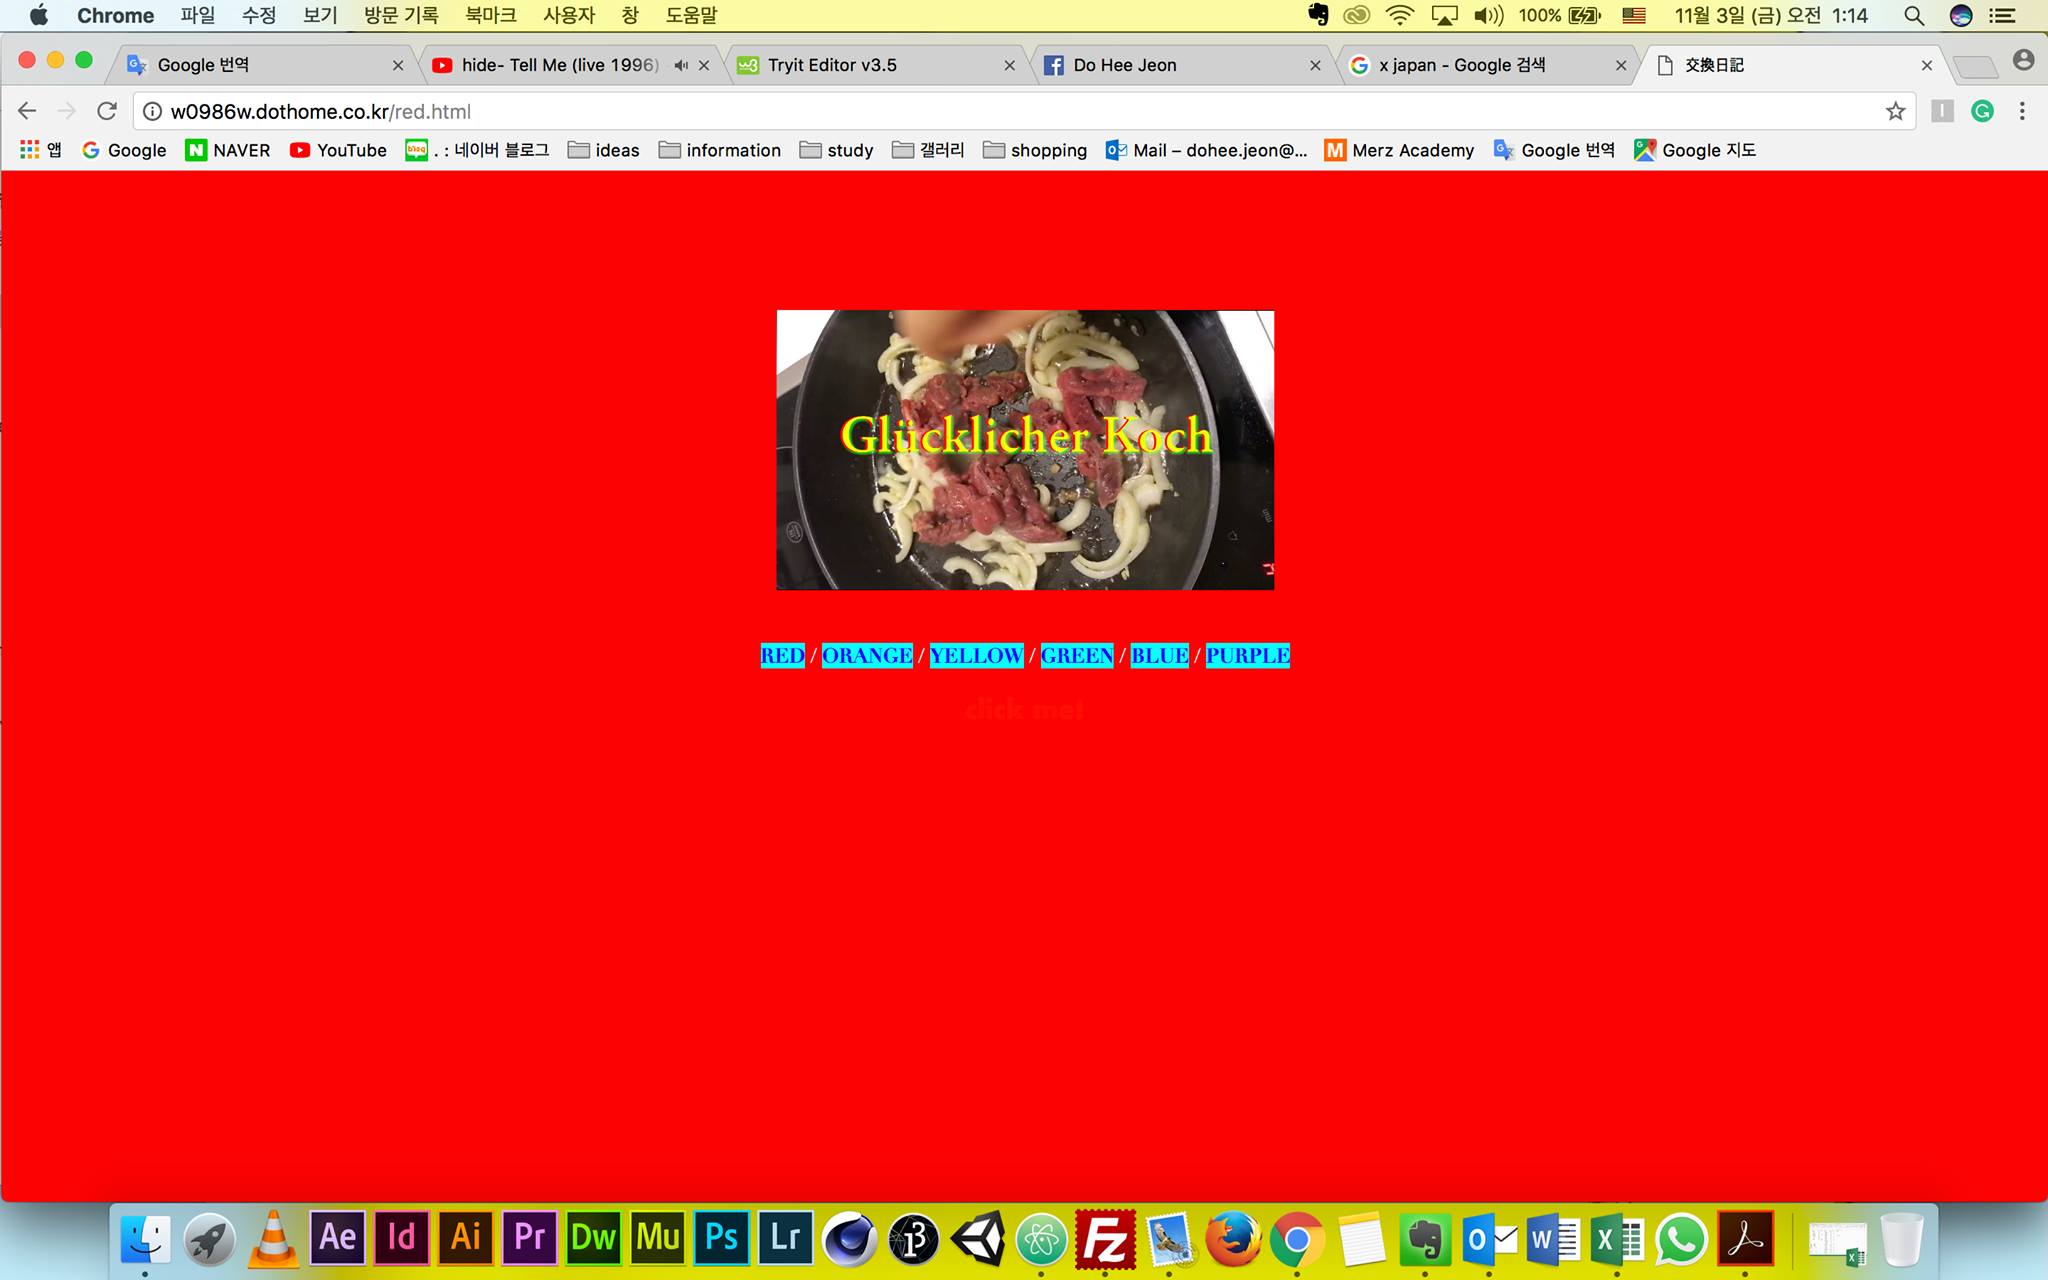 Chrome 파일 수정 보기 방문 기록 북마크 사용자 창 도움말 100% 11월 3일 (금) 오전 1:14
Google 번역 hide- Tell Me (live 1996) Tryit Editor v3.5 Do Hee Jeon x japan - Google 검색 交換日記
w0986w.dothome.co.kr/red.html
앱 Google NAVER YouTube blog . : 네이버 블로그 ideas information study 갤러리 shopping Mail – dohee.jeon@... M Merz Academy Google 번역 Google 지도
Glücklicher Koch
min
RED / ORANGE / YELLOW / GREEN / BLUE / PURPLE
click me!
Ae Id Ai Pr Dw Mu Ps Lr Fz